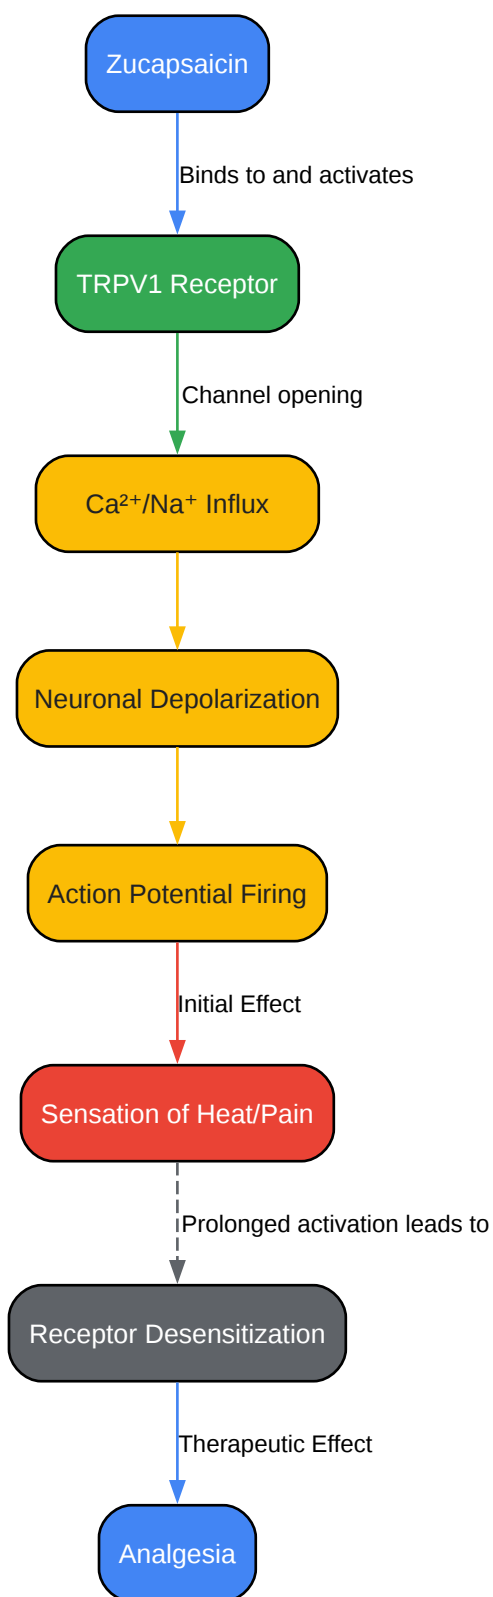 Zucapsaicin
Binds to and activates
TRPV1 Receptor
Channel opening
Ca²⁺/Na⁺ Influx
Neuronal Depolarization
Action Potential Firing
Initial Effect
Sensation of Heat/Pain
Prolonged activation leads to
Receptor Desensitization
Therapeutic Effect
Analgesia